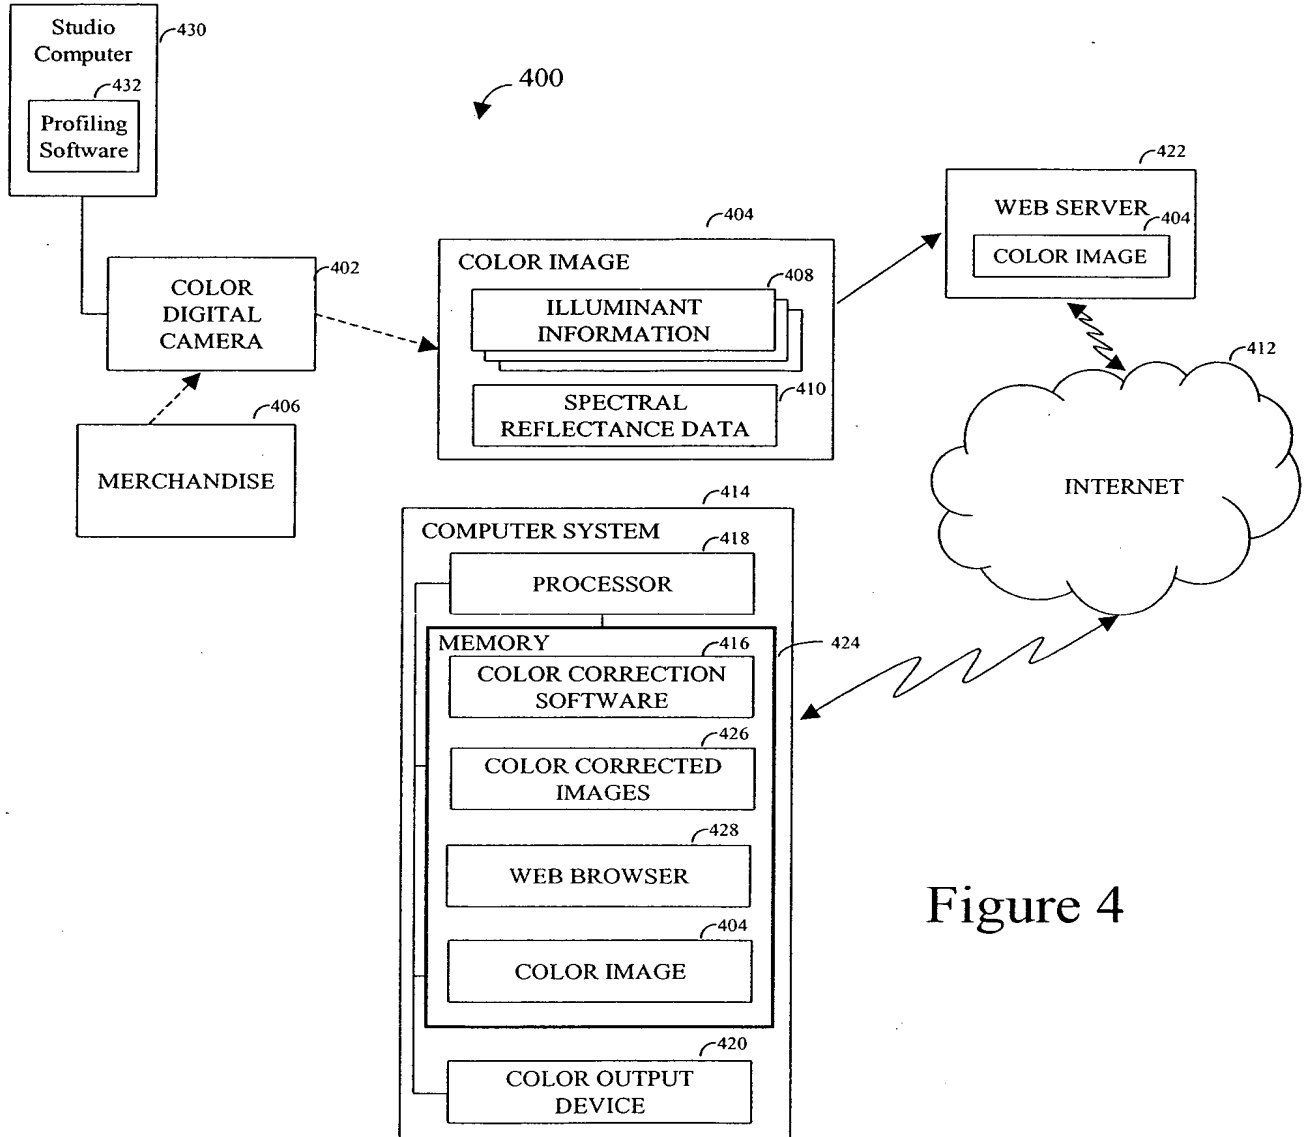 Studio
Computer
430
432
Profiling
Software
400
402
COLOR
DIGITAL
CAMERA
406
MERCHANDISE
404
COLOR IMAGE
408
ILLUMINANT
INFORMATION
410
SPECTRAL
REFLECTANCE DATA
422
WEB SERVER
404
COLOR IMAGE
412
INTERNET
414
COMPUTER SYSTEM
418
PROCESSOR
424
MEMORY
416
COLOR CORRECTION
SOFTWARE
426
COLOR CORRECTED
IMAGES
428
WEB BROWSER
404
COLOR IMAGE
420
COLOR OUTPUT
DEVICE
Figure 4